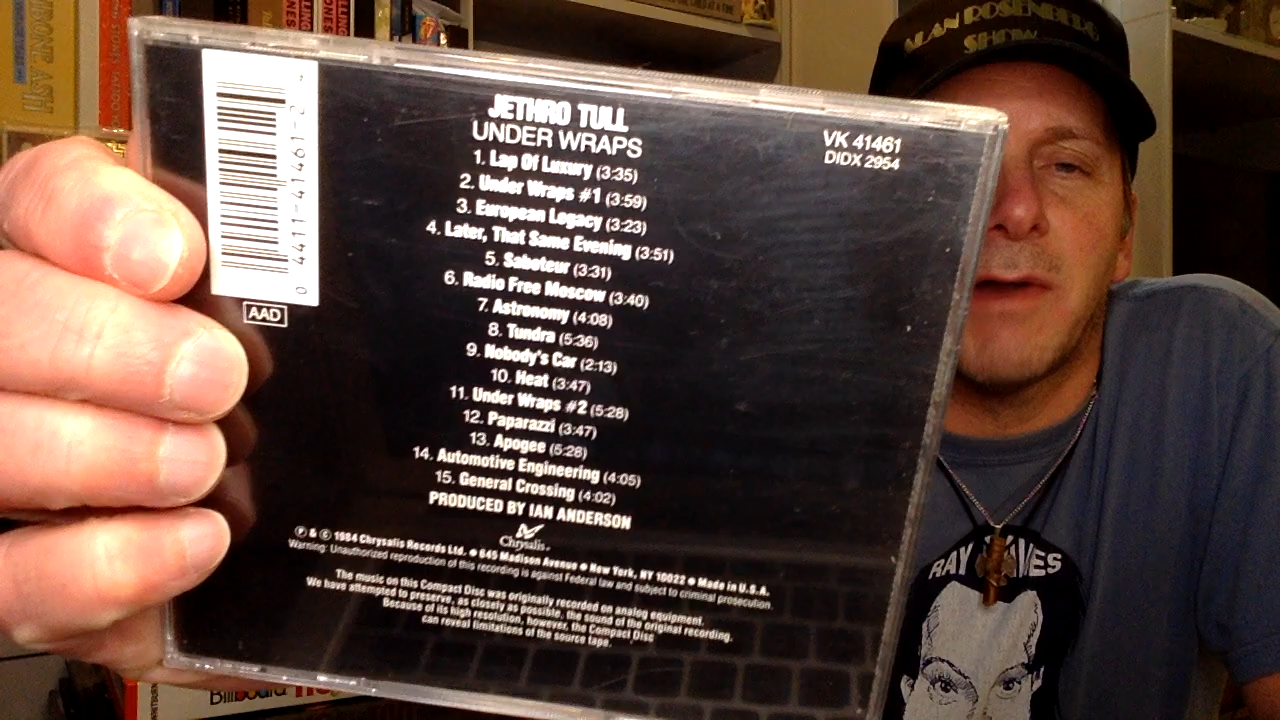 WISHBONE ASH
STONES TATTOO
ALAN ROSENBERG
SHOW
JETHRO TULL
UNDER WRAPS
1. Lap Of Luxury (3:35)
2. Under Wraps #1 (3:59)
3. European Legacy (3:23)
4. Later, That Same Evening (3:51)
5. Saboteur (3:31)
6. Radio Free Moscow (3:40)
7. Astronomy (4:08)
8. Tundra (5:36)
9. Nobody's Car (2:13)
10. Heat (3:47)
11. Under Wraps #2 (5:28)
12. Paparazzi (3:47)
13. Apogee (5:28)
14. Automotive Engineering (4:05)
15. General Crossing (4:02)
PRODUCED BY IAN ANDERSON
Chrysalis.
℗ & © 1984 Chrysalis Records Ltd. ● 645 Madison Avenue ● New York, NY 10022 ● Made in U.S.A.
Warning: Unauthorized reproduction of this recording is against Federal law and subject to criminal prosecution.
The music on this Compact Disc was originally recorded on analog equipment.
We have attempted to preserve, as closely as possible, the sound of the original recording.
Because of its high resolution, however, the Compact Disc
can reveal limitations of the source tape.
VK 41461
DIDX 2954
0 4411-41461-2
AAD
RAY
Billboard